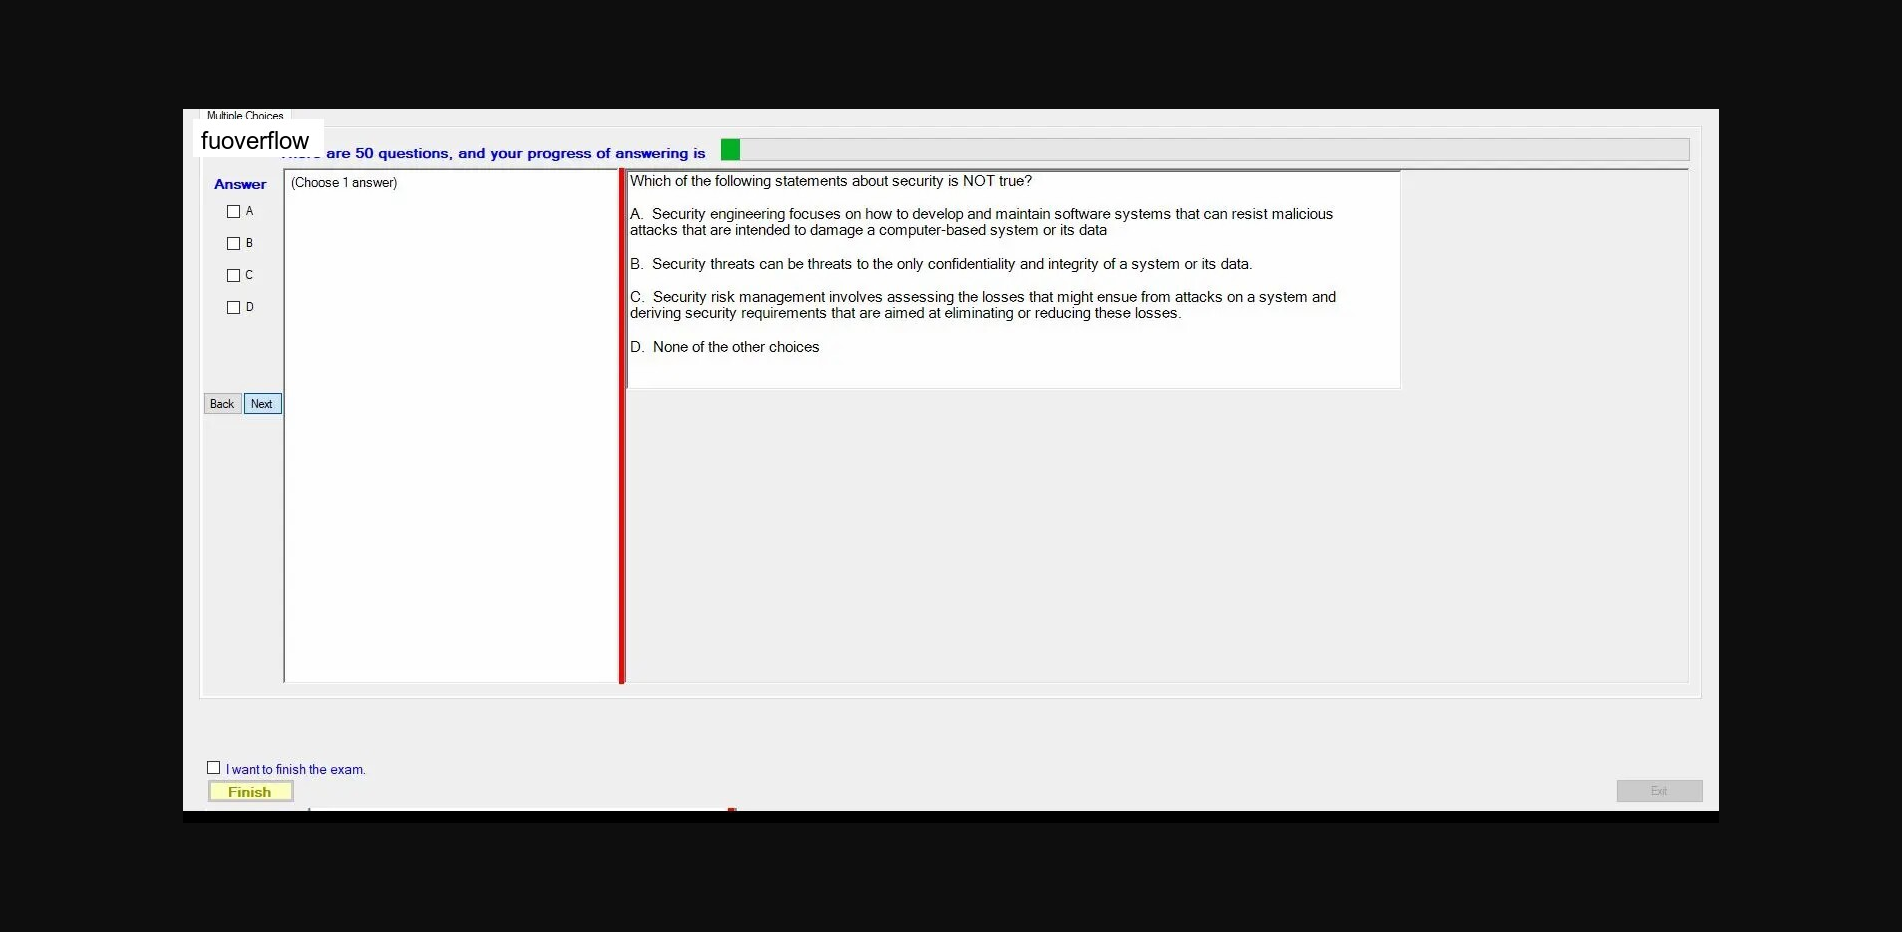 Multiple Choices
fuoverflow
are 50 questions, and your progress of answering is
Answer
(Choose 1 answer)
A
B
C
D
Back
Next
Which of the following statements about security is NOT true?
A. Security engineering focuses on how to develop and maintain software systems that can resist malicious
attacks that are intended to damage a computer-based system or its data
B. Security threats can be threats to the only confidentiality and integrity of a system or its data.
C. Security risk management involves assessing the losses that might ensue from attacks on a system and
deriving security requirements that are aimed at eliminating or reducing these losses.
D. None of the other choices
I want to finish the exam.
Finish
Exit